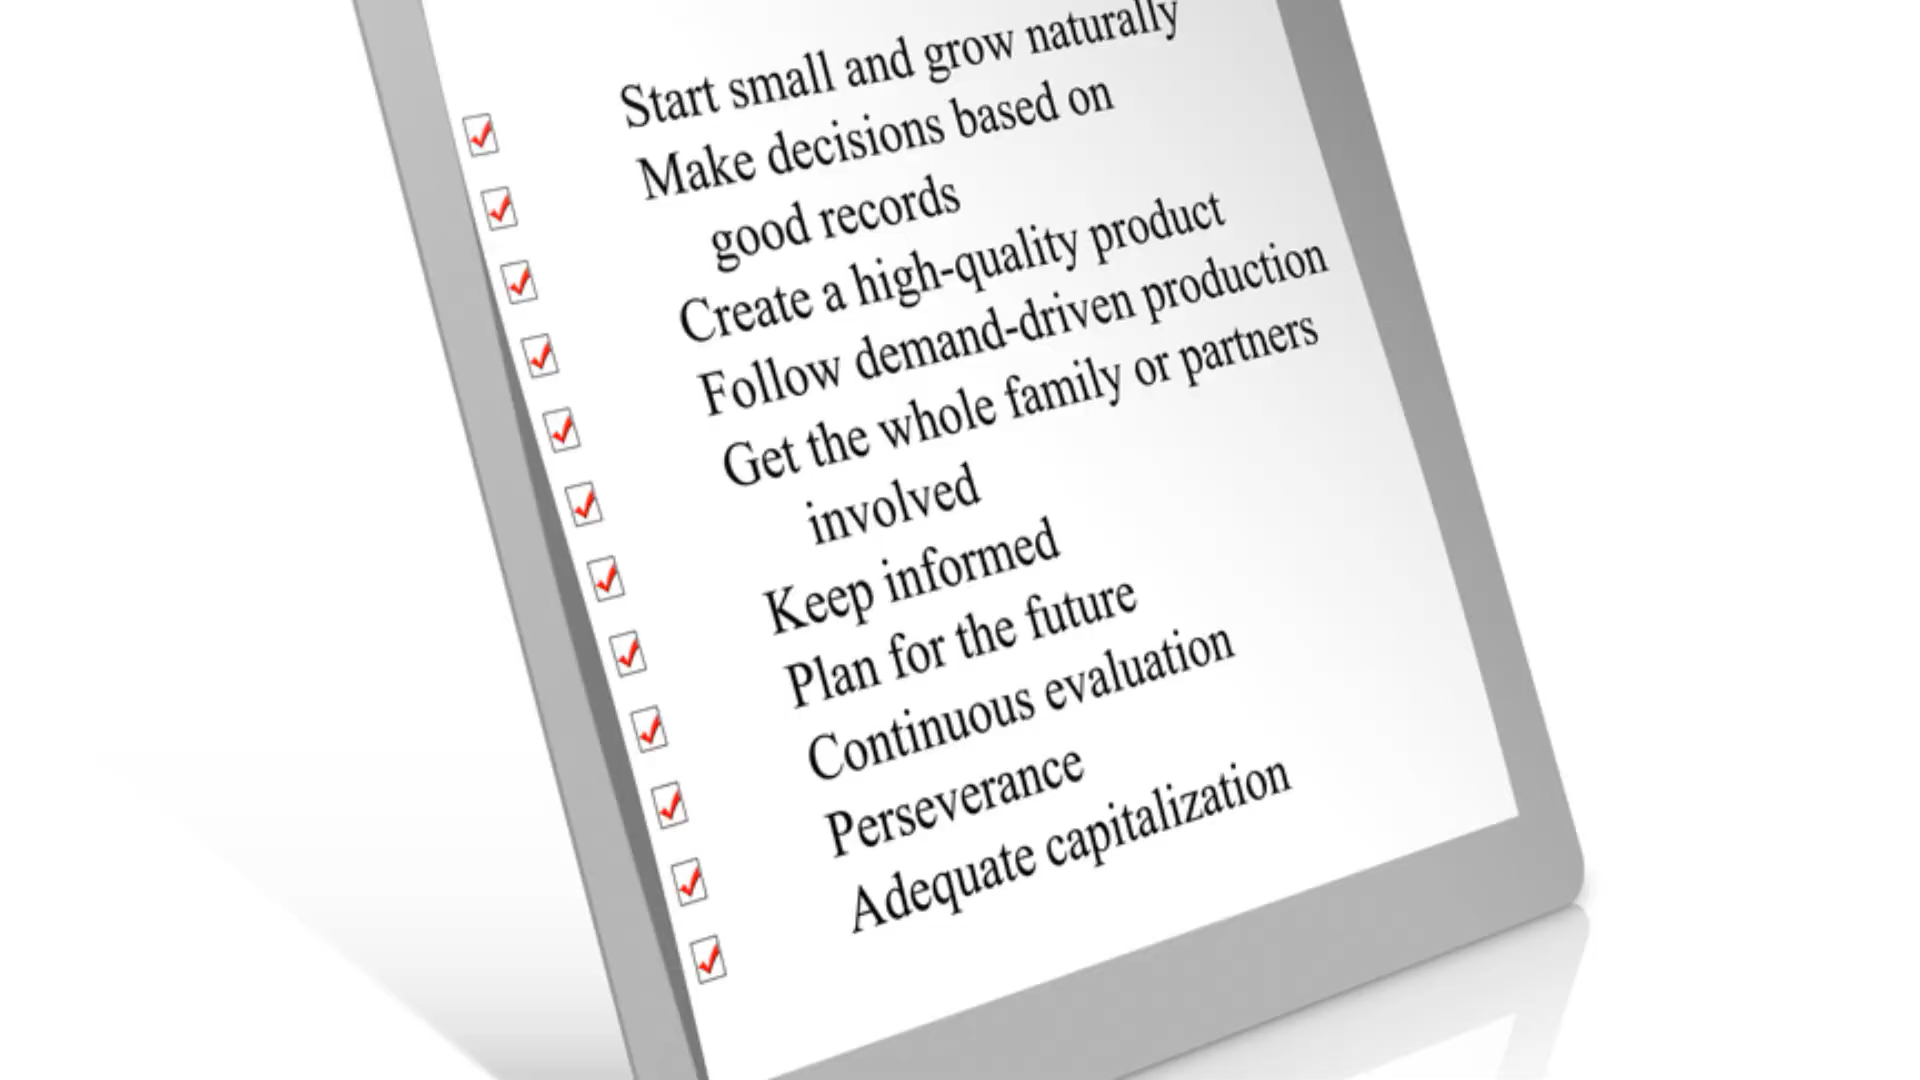 Start small and grow naturally
Make decisions based on
good records
Create a high-quality product
Follow demand-driven production
Get the whole family or partners
involved
Keep informed
Plan for the future
Continuous evaluation
Perseverance
Adequate capitalization